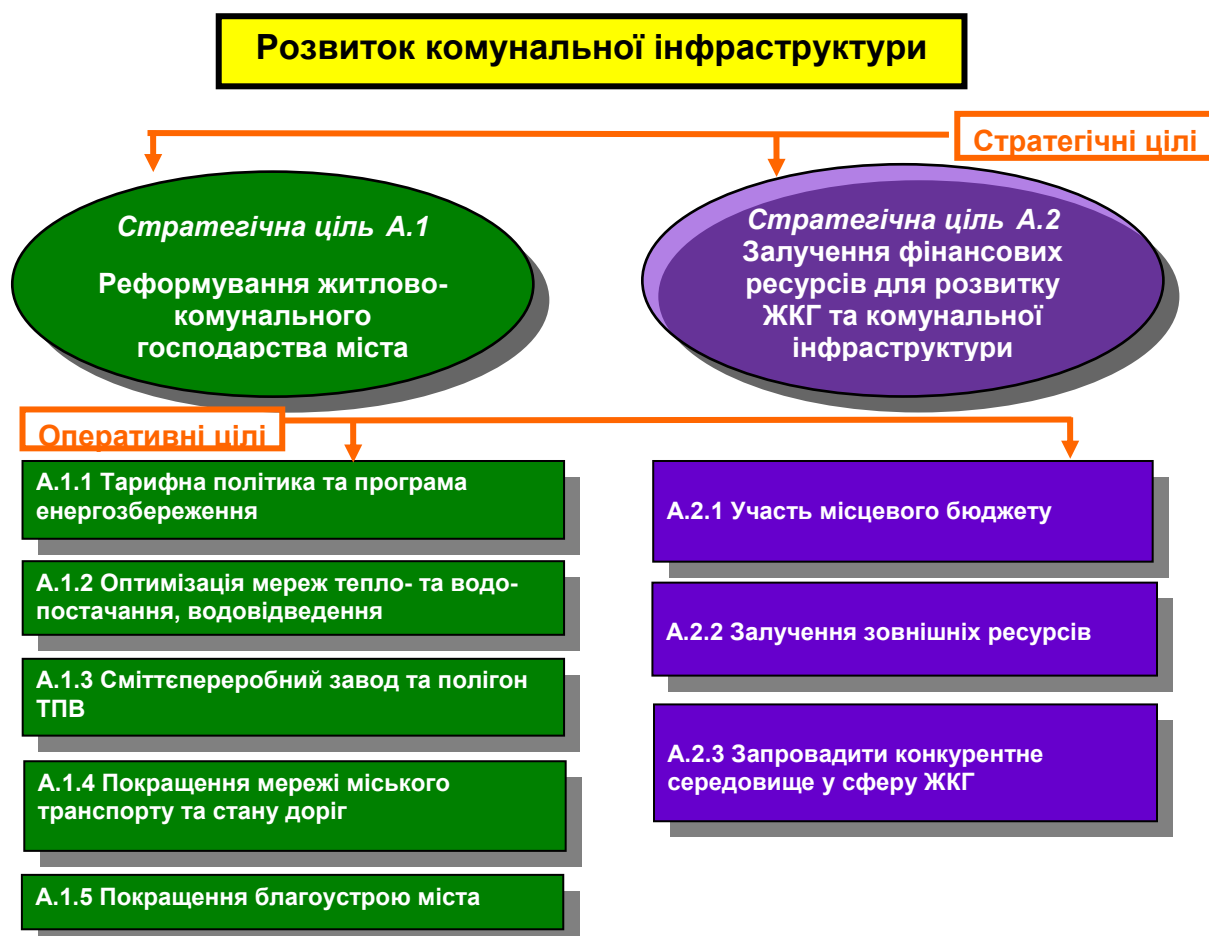 Розвиток комунальної інфраструктури
Стратегічні цілі
Стратегічна ціль А.1
Реформування житлово-
комунального
господарства міста
Стратегічна ціль А.2
Залучення фінансових
ресурсів для розвитку
ЖКГ та комунальної
інфраструктури
Оперативні цілі
А.1.1 Тарифна політика та програма
енергозбереження
А.1.2 Оптимізація мереж тепло- та водо-
постачання, водовідведення
А.1.3 Сміттєпереробний завод та полігон
ТПВ
А.1.4 Покращення мережі міського
транспорту та стану доріг
А.1.5 Покращення благоустрою міста
А.2.1 Участь місцевого бюджету
А.2.2 Залучення зовнішніх ресурсів
А.2.3 Запровадити конкурентне
середовище у сферу ЖКГ